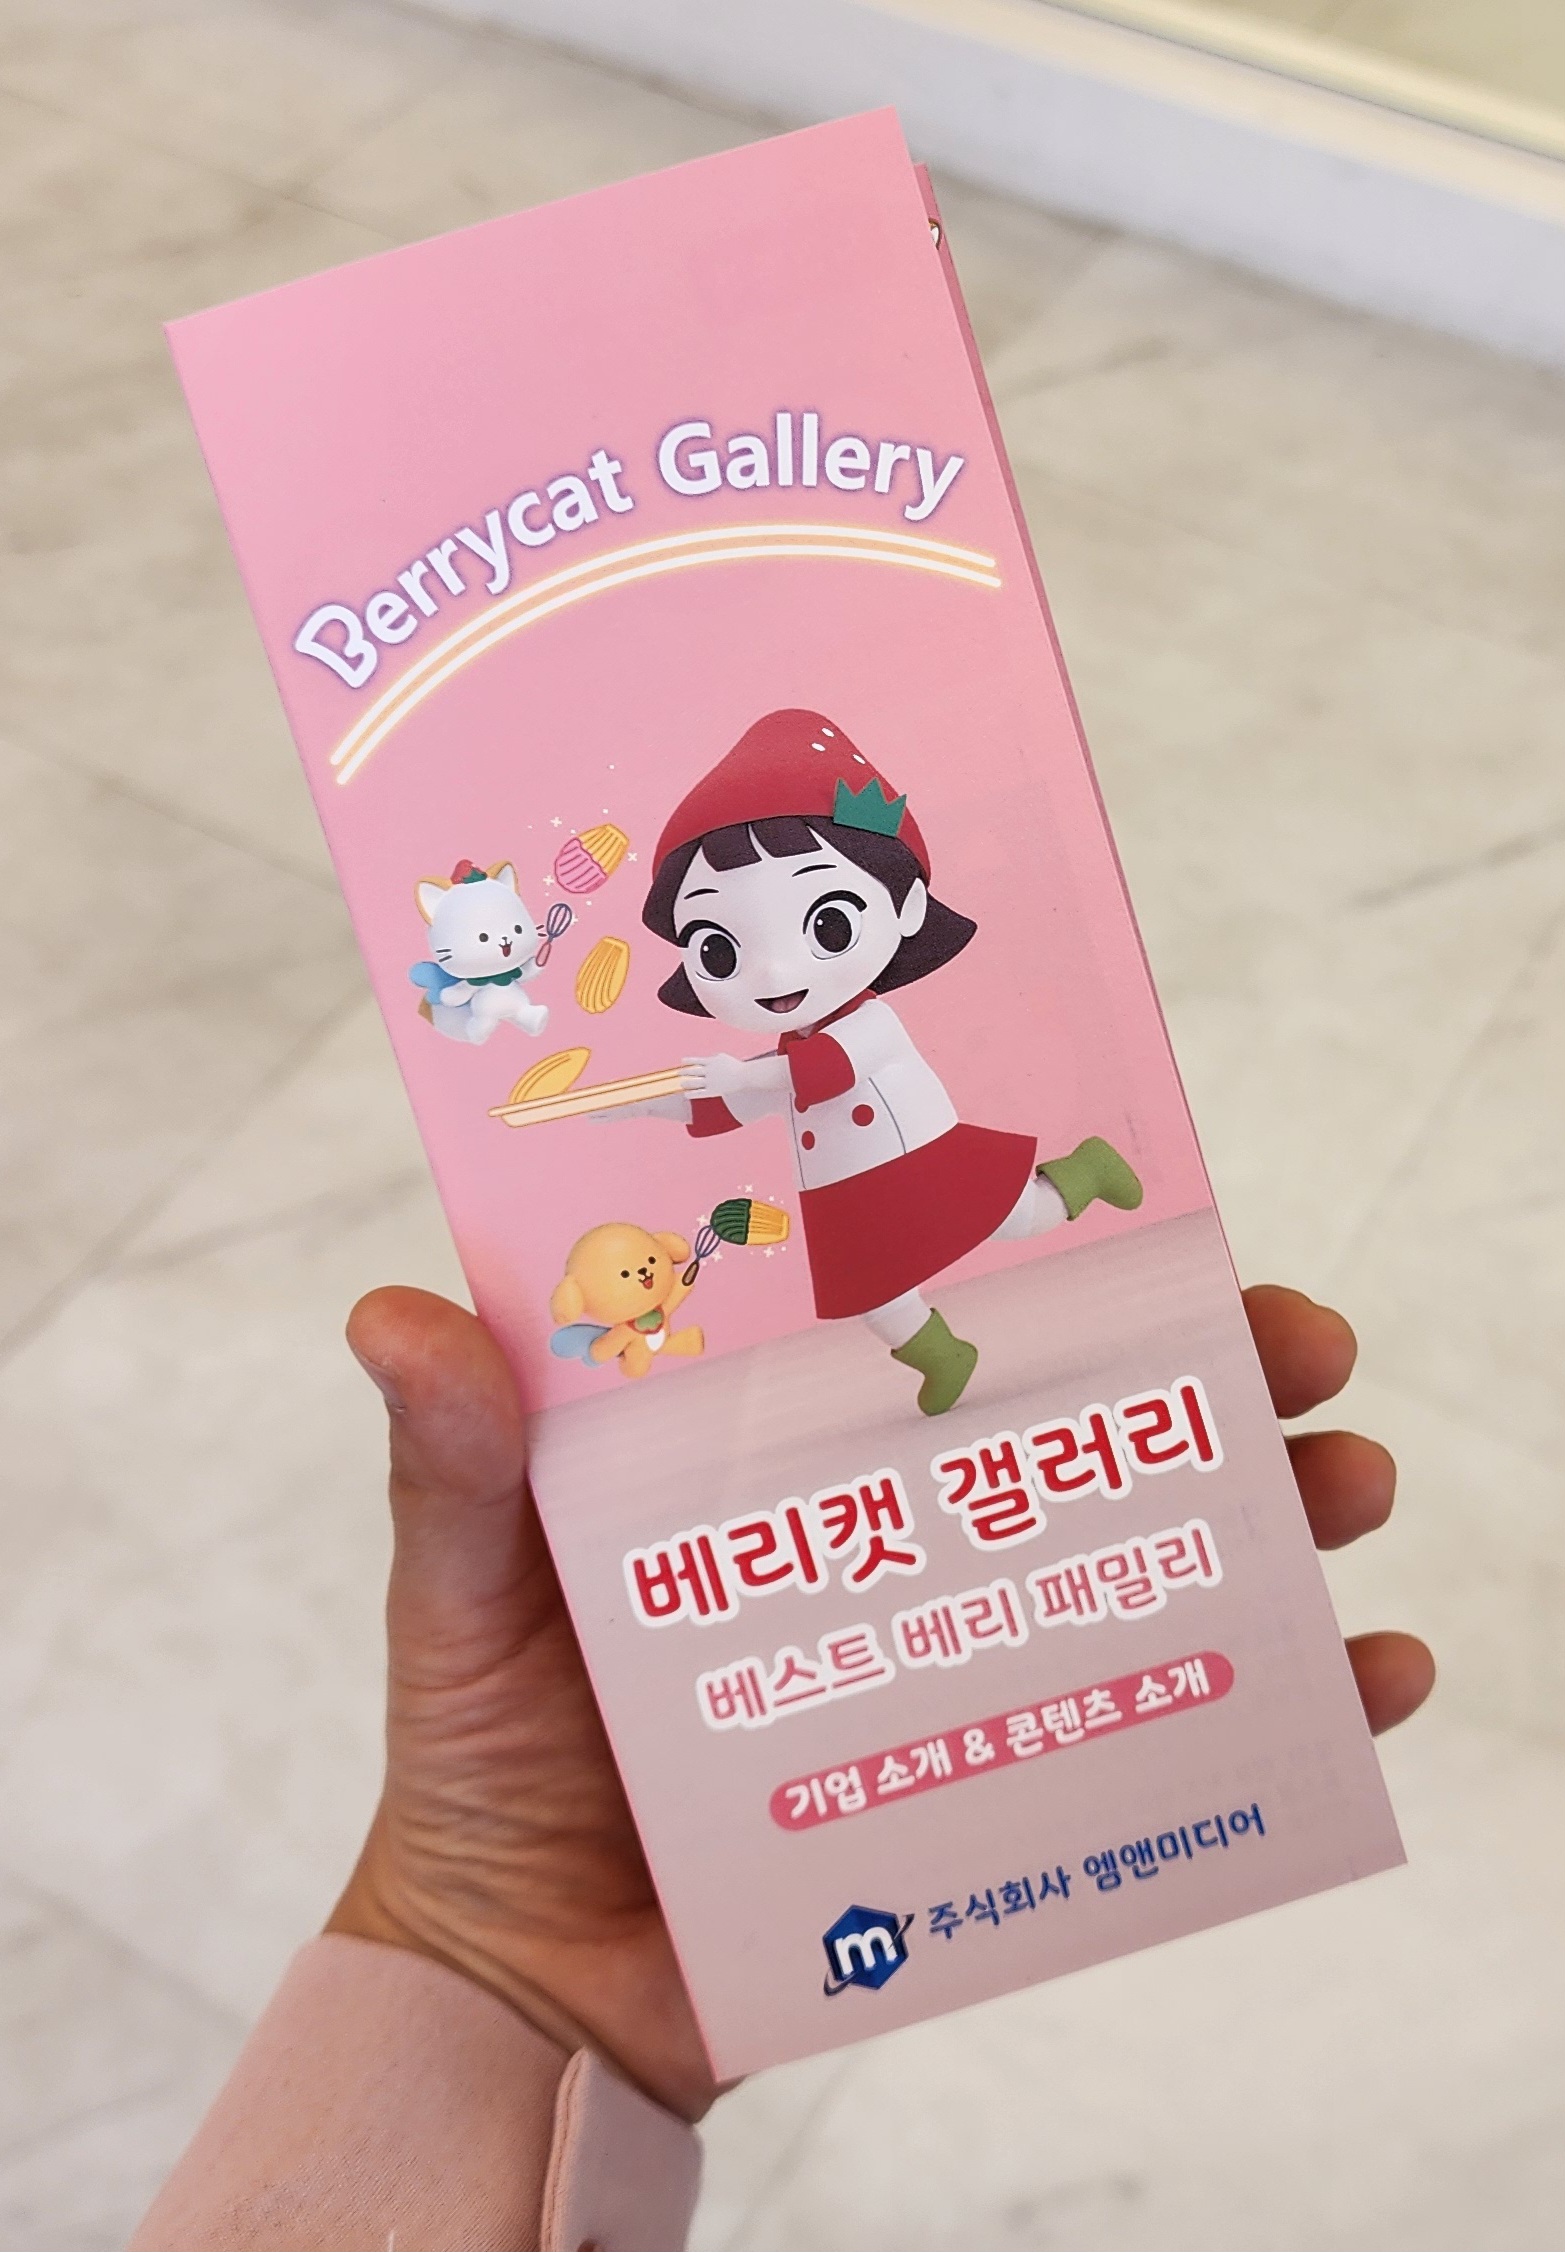 Berrycat Gallery
베리캣 갤러리
베스트 베리 패밀리
기업 소개 & 콘텐츠 소개
m 주식회사 엠앤미디어